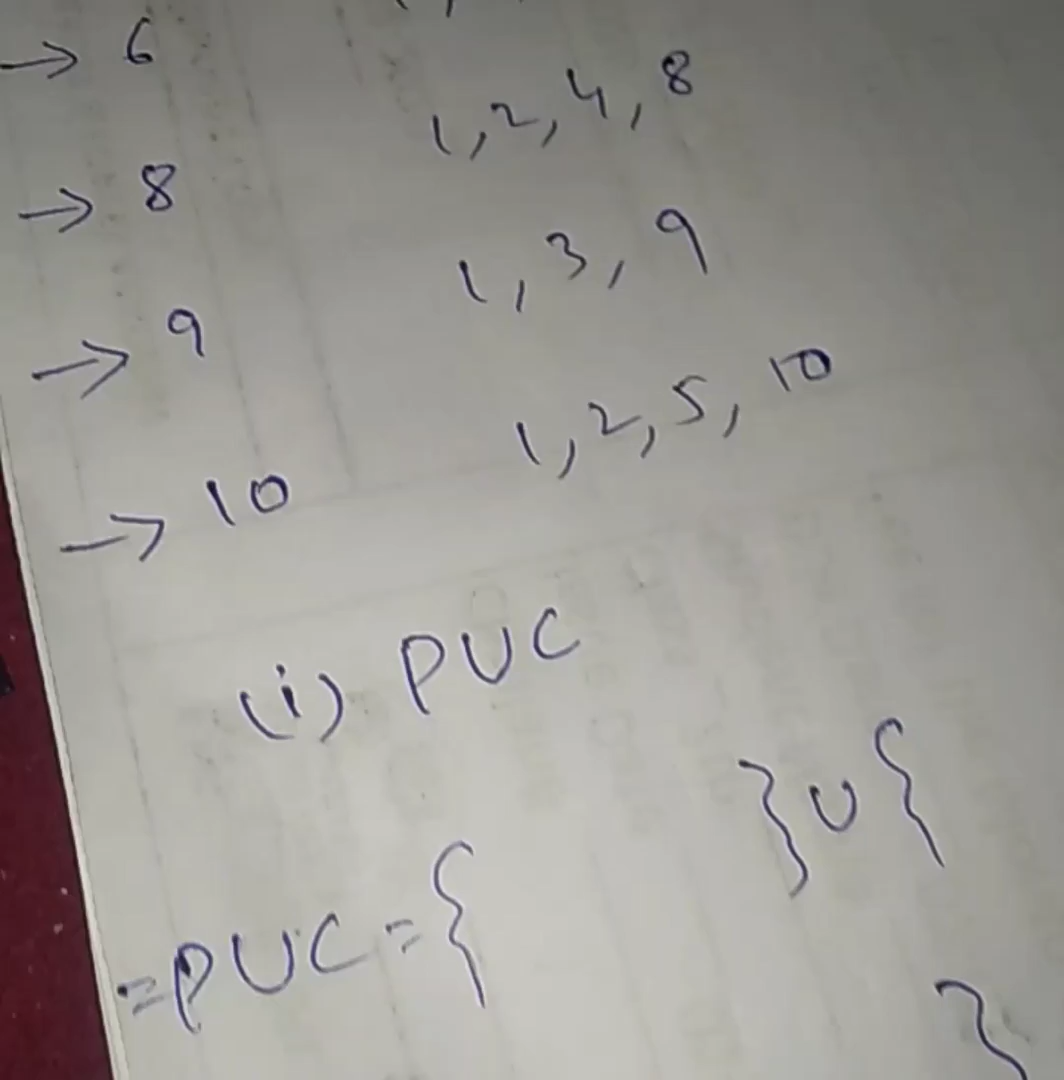 → 6
1, 2, 4, 8
→ 8
1, 3, 9
→ 9
1, 2, 5, 10
→ 10
(i) PUC
} U {
= PUC = {
}